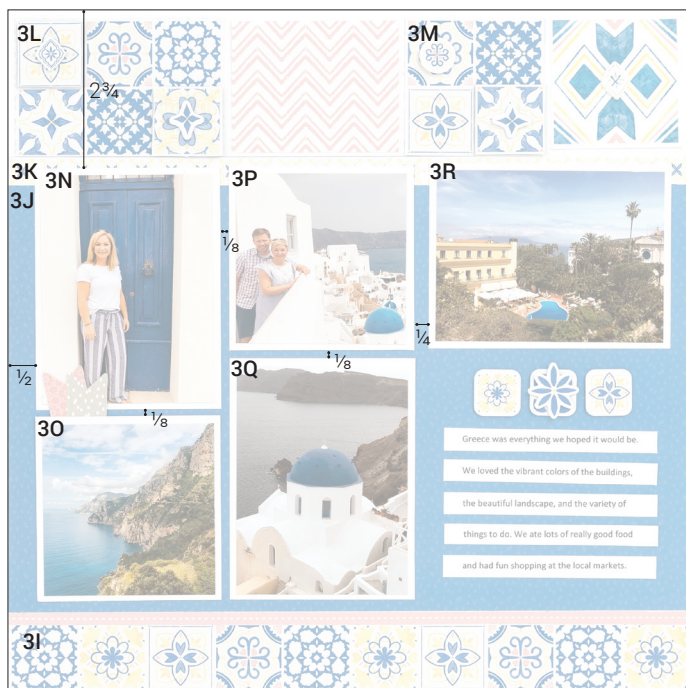 3L
3M
2¾
3K
3N
3P
3R
3J
⅛
¼
½
⅛
3Q
⅛
3O
Greece was everything we hoped it would be.
We loved the vibrant colors of the buildings,
the beautiful landscape, and the variety of
things to do. We ate lots of really good food
and had fun shopping at the local markets.
3I